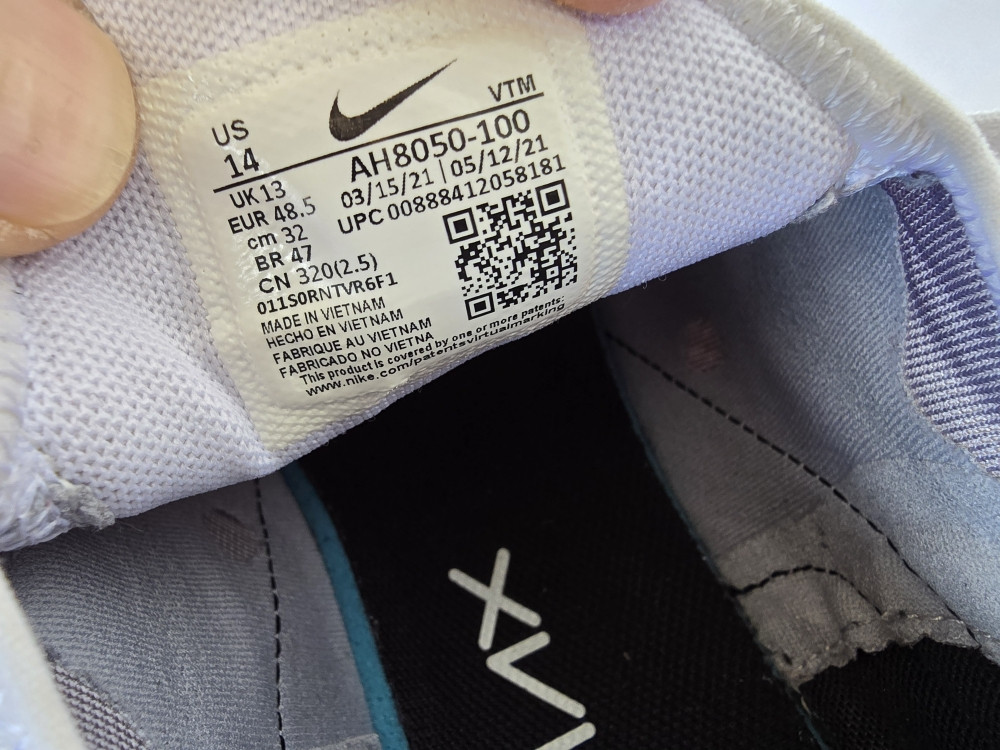 US
14
VTM
AH8050-100
UK 13
03/15/21 | 05/12/21
EUR 48.5
UPC 00888412058181
cm 32
BR 47
CN 320(2.5)
011S0RNTVR6F1
MADE IN VIETNAM
HECHO EN VIETNAM
FABRIQUE AU VIETNAM
FABRICADO NO VIETNA
This product is covered by one or more patents:
www.nike.com/patentsvirtualmarking